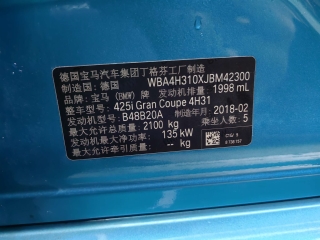 德国宝马汽车集团丁格芬工厂制造
制造国: 德国 WBA4H310XJBM42300
品牌: 宝马 (BMW) 牌 发动机排量: 1998 mL
整车型号: 425i Gran Coupe 4H31
发动机型号: B48B20A 制造年月: 2018-02
最大允许总质量: 2100 kg 乘坐人数: 5
发动机最大净功率: 135 kW
最大允许 -- kg